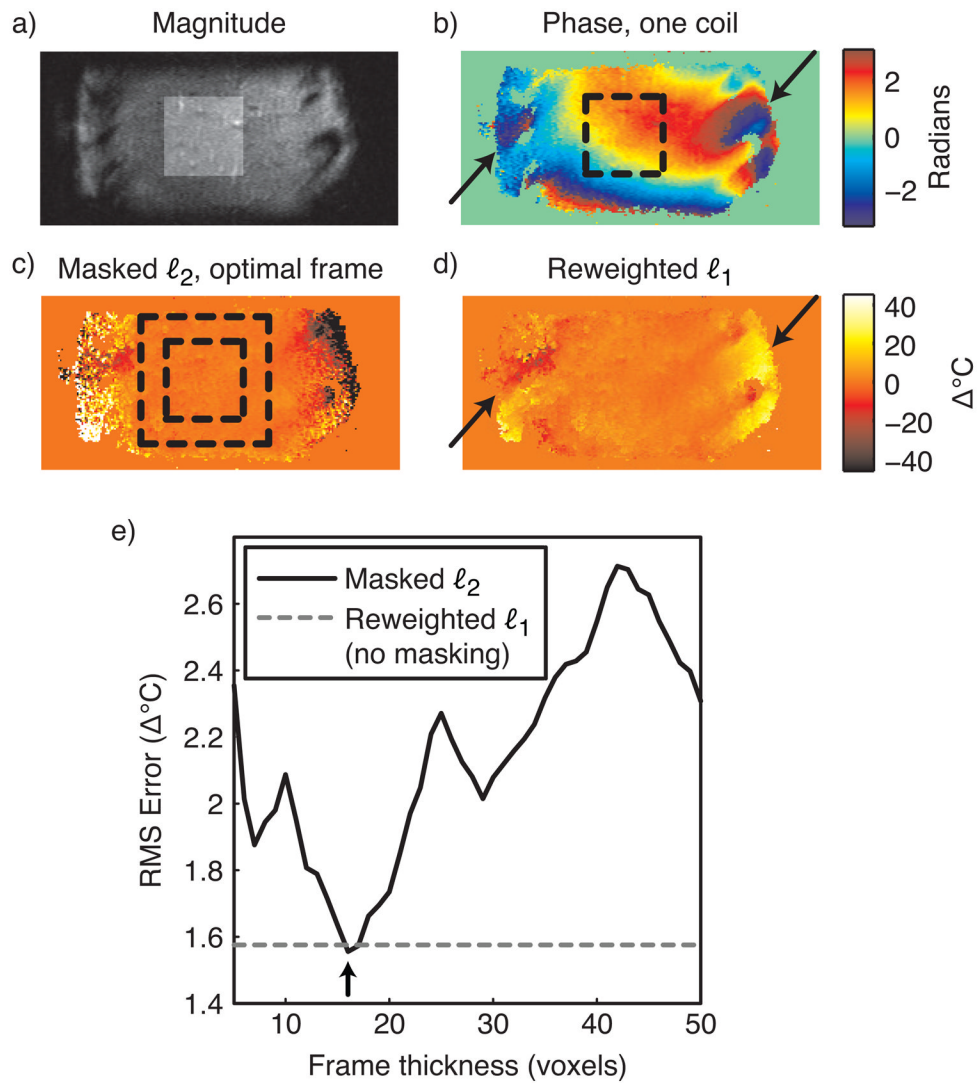 a) Magnitude
b) Phase, one coil
2
0
−2
Radians
c) Masked ℓ2, optimal frame
d) Reweighted ℓ1
40
20
0
−20
−40
Δ°C
e)
Masked ℓ2
Reweighted ℓ1
(no masking)
2.6
2.4
2.2
2
1.8
1.6
1.4
RMS Error (Δ°C)
10 20 30 40 50
Frame thickness (voxels)